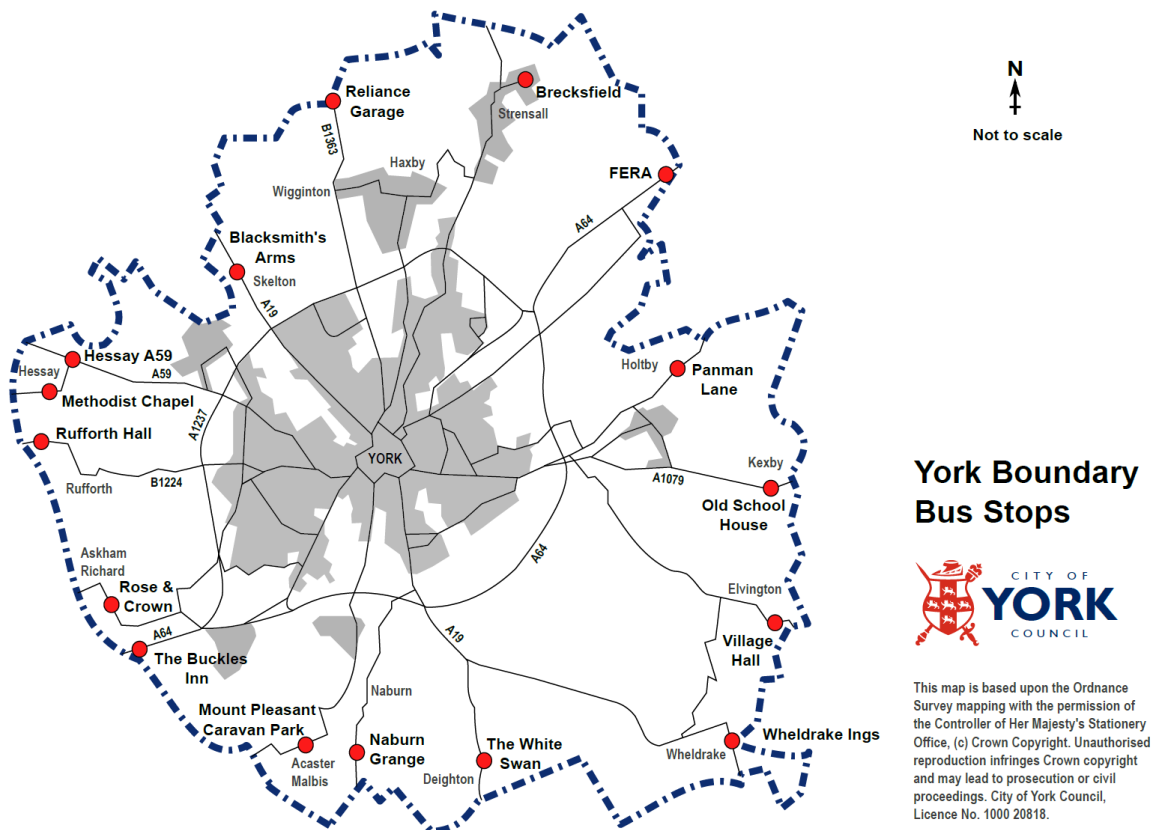 Reliance
Garage
Brecksfield
Strensall
B1363
Haxby
Wigginton
FERA
A64
Blacksmith's
Arms
Skelton
A19
N
Not to scale
Hessay A59
Hessay
A59
Methodist Chapel
A1237
Rufforth Hall
Rufforth
B1224
YORK
Holtby
Panman
Lane
Kexby
A1079
Old School
House
York Boundary
Bus Stops
CITY OF
YORK
COUNCIL
Askham
Richard
Rose &
Crown
A64
The Buckles
Inn
A64
A19
Elvington
Village
Hall
Mount Pleasant
Caravan Park
Acaster
Malbis
Naburn
Naburn
Grange
The White
Swan
Deighton
Wheldrake Ings
Wheldrake
This map is based upon the Ordnance
Survey mapping with the permission of
the Controller of Her Majesty's Stationery
Office, (c) Crown Copyright. Unauthorised
reproduction infringes Crown copyright
and may lead to prosecution or civil
proceedings. City of York Council,
Licence No. 1000 20818.